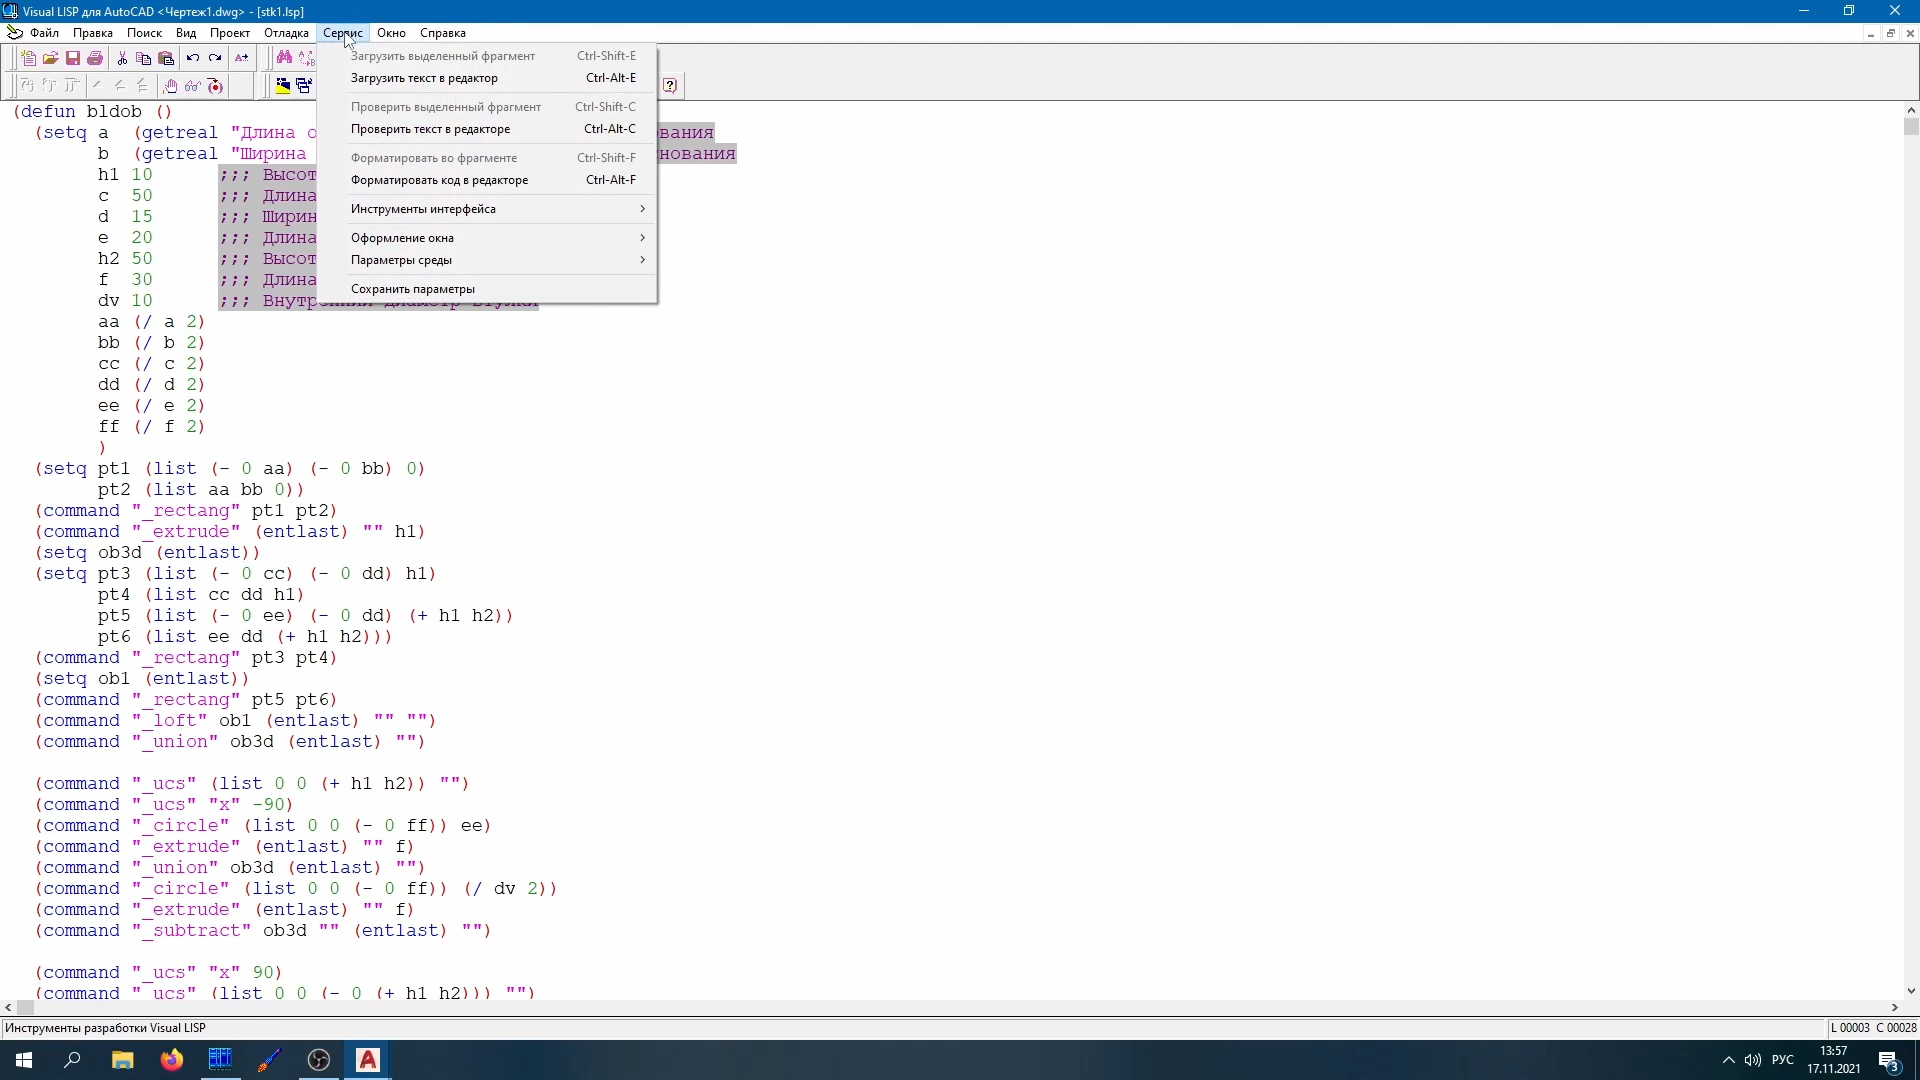 Visual LISP для AutoCAD <Чертеж1.dwg> - [stk1.lsp]
Файл Правка Поиск Вид Проект Отладка Сервис Окно Справка
Загрузить выделенный фрагмент Ctrl-Shift-E
Загрузить текст в редактор Ctrl-Alt-E
Проверить выделенный фрагмент Ctrl-Shift-C
Проверить текст в редакторе Ctrl-Alt-C
Форматировать во фрагменте Ctrl-Shift-F
Форматировать код в редакторе Ctrl-Alt-F
Инструменты интерфейса
Оформление окна
Параметры среды
Сохранить параметры
(defun bldob ()
(setq a (getreal "Длина
b (getreal "Ширина
h1 10 ;;;
c 50 ;;; Длина
d 15 ;;;
e 20 ;;; Длина
h2 50 ;;;
f 30 ;;; Длина
dv 10 ;;; Внутренний диаметр втулки
aa (/ a 2)
bb (/ b 2)
cc (/ c 2)
dd (/ d 2)
ee (/ e 2)
ff (/ f 2)
)
(setq pt1 (list (- 0 aa) (- 0 bb) 0)
pt2 (list aa bb 0))
(command "_rectang" pt1 pt2)
(command "_extrude" (entlast) "" h1)
(setq ob3d (entlast))
(setq pt3 (list (- 0 cc) (- 0 dd) h1)
pt4 (list cc dd h1)
pt5 (list (- 0 ee) (- 0 dd) (+ h1 h2))
pt6 (list ee dd (+ h1 h2)))
(command "_rectang" pt3 pt4)
(setq ob1 (entlast))
(command "_rectang" pt5 pt6)
(command "_loft" ob1 (entlast) "" "")
(command "_union" ob3d (entlast) "")
(command "_ucs" (list 0 0 (+ h1 h2)) "")
(command "_ucs" "x" -90)
(command "_circle" (list 0 0 (- 0 ff)) ee)
(command "_extrude" (entlast) "" f)
(command "_union" ob3d (entlast) "")
(command "_circle" (list 0 0 (- 0 ff)) (/ dv 2))
(command "_extrude" (entlast) "" f)
(command "_subtract" ob3d "" (entlast) "")
(command "_ucs" "x" 90)
(command "_ucs" (list 0 0 (- 0 (+ h1 h2))) "")
Инструменты разработки Visual LISP
L 00003 C 00028
РУС
13:57
17.11.2021
3